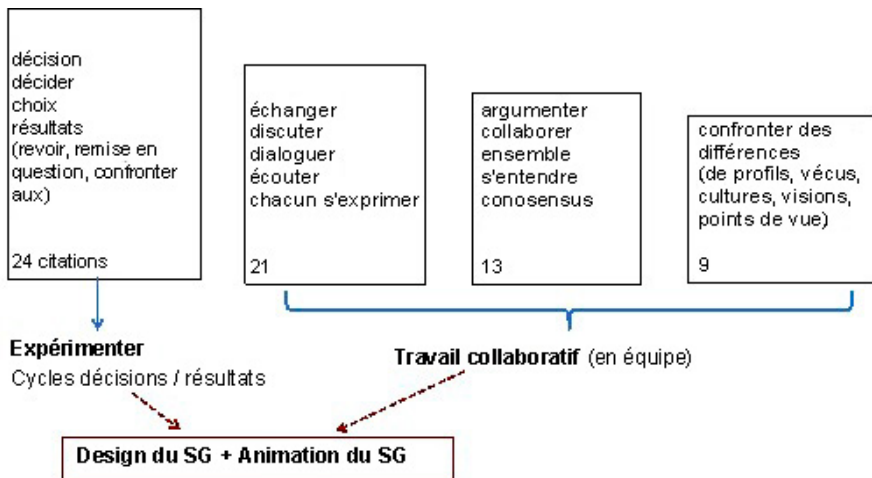 décision
décider
choix
résultats
(revoir, remise en
question, confronter
aux)
24 citations
échanger
discuter
dialoguer
écouter
chacun s'exprimer
21
argumenter
collaborer
ensemble
s'entendre
conosensus
13
confronter des
différences
(de profils, vécus,
cultures, visions,
points de vue)
9
Expérimenter
Cycles décisions / résultats
Travail collaboratif (en équipe)
Design du SG + Animation du SG